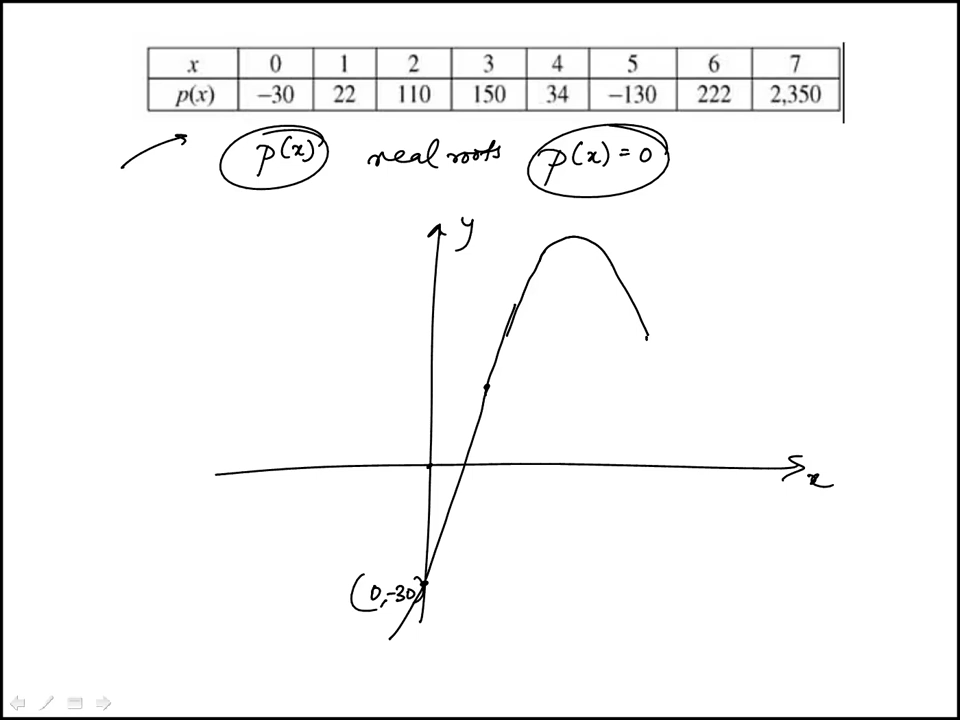 x 0 1 2 3 4 5 6 7
p(x) −30 22 110 150 34 −130 222 2,350
p(x) real roots p(x) = 0
y
x
(0,-30)